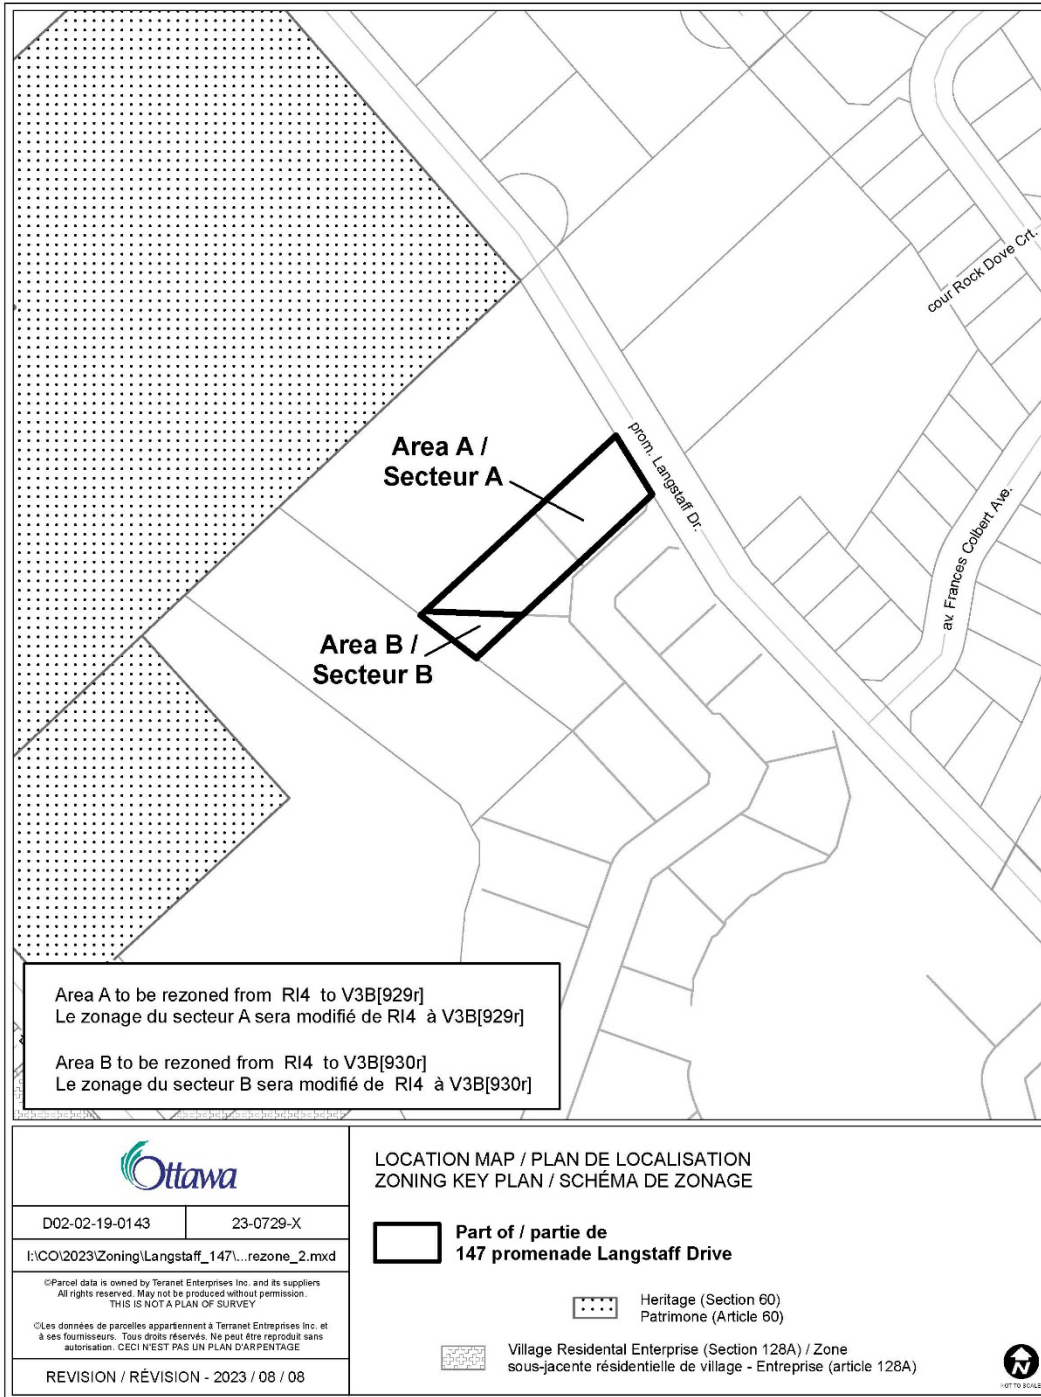 cour Rock Dove Crt.
prom. Langstaff Dr.
av. Frances Colbert Ave.
Area A /
Secteur A
Area B /
Secteur B
Area A to be rezoned from RI4 to V3B[929r]
Le zonage du secteur A sera modifié de RI4 à V3B[929r]
Area B to be rezoned from RI4 to V3B[930r]
Le zonage du secteur B sera modifié de RI4 à V3B[930r]
Ottawa
D02-02-19-0143
23-0729-X
I:\CO\2023\Zoning\Langstaff_147\...rezone_2.mxd
©Parcel data is owned by Teranet Enterprises Inc. and its suppliers
All rights reserved. May not be produced without permission.
THIS IS NOT A PLAN OF SURVEY
©Les données de parcelles appartiennent à Terranet Entreprises Inc. et
à ses fournisseurs. Tous droits réservés. Ne peut être reproduit sans
autorisation. CECI N'EST PAS UN PLAN D'ARPENTAGE
REVISION / RÉVISION - 2023 / 08 / 08
LOCATION MAP / PLAN DE LOCALISATION
ZONING KEY PLAN / SCHÉMA DE ZONAGE
Part of / partie de
147 promenade Langstaff Drive
Heritage (Section 60)
Patrimone (Article 60)
Village Residential Enterprise (Section 128A) / Zone
sous-jacente résidentielle de village - Entreprise (article 128A)
N
NOT TO SCALE